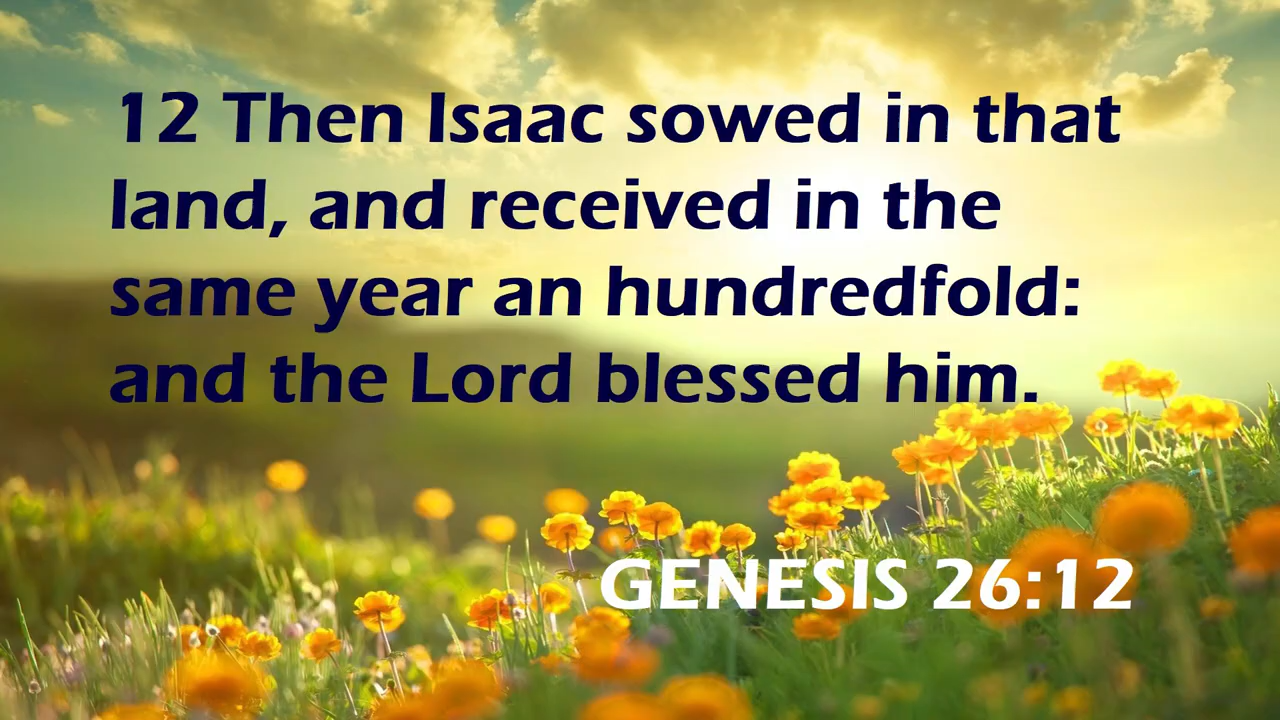 12 Then Isaac sowed in that
land, and received in the
same year an hundredfold:
and the Lord blessed him.
GENESIS 26:12